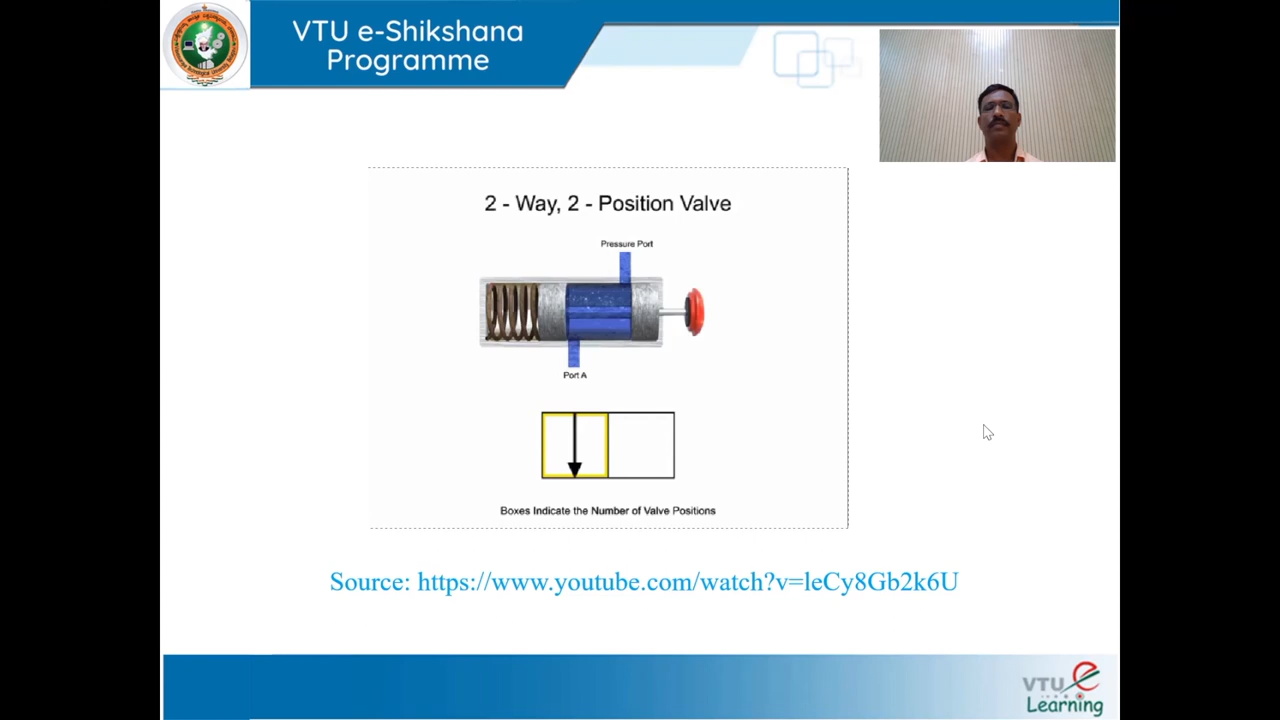 VTU e-Shikshana
Programme
2 - Way, 2 - Position Valve
Pressure Port
Port A
Boxes Indicate the Number of Valve Positions
Source: https://www.youtube.com/watch?v=leCy8Gb2k6U
VTU e
Learning